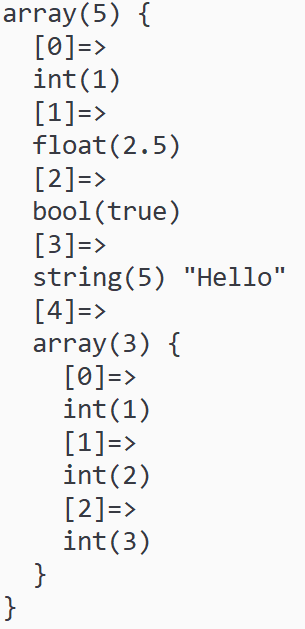 array(5) {
  [0]=>
  int(1)
  [1]=>
  float(2.5)
  [2]=>
  bool(true)
  [3]=>
  string(5) "Hello"
  [4]=>
  array(3) {
    [0]=>
    int(1)
    [1]=>
    int(2)
    [2]=>
    int(3)
  }
}